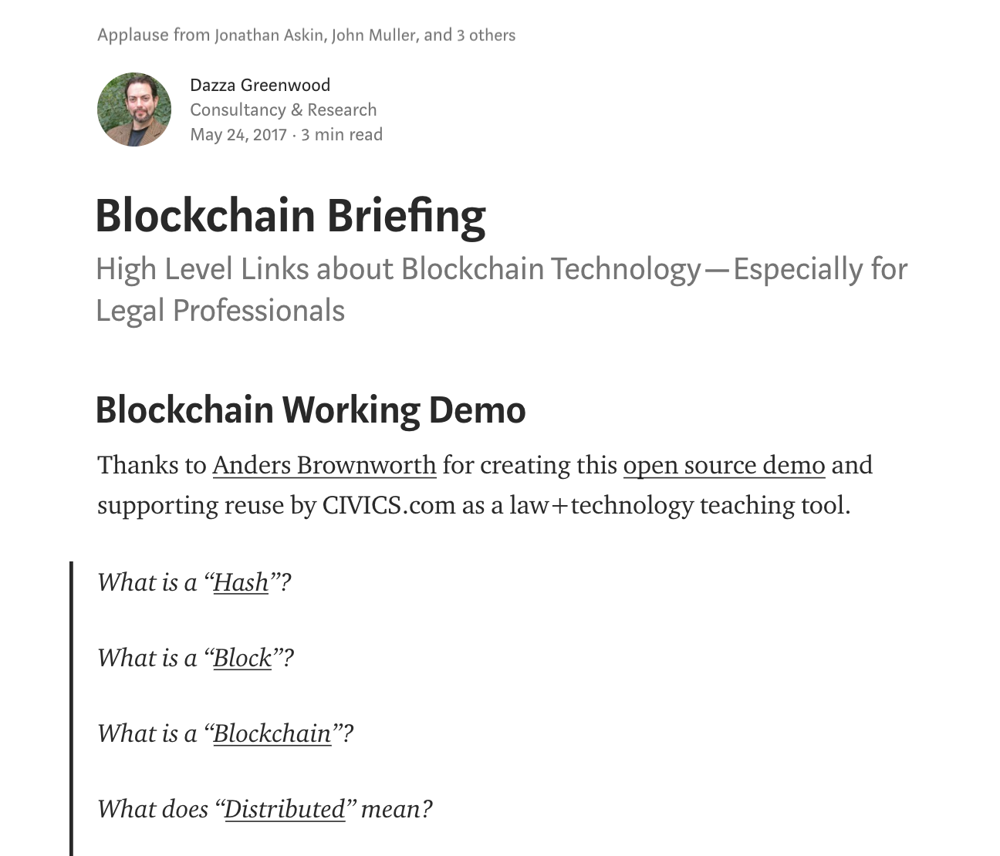 Applause from Jonathan Askin, John Muller, and 3 others
Dazza Greenwood
Consultancy & Research
May 24, 2017 · 3 min read
Blockchain Briefing
High Level Links about Blockchain Technology — Especially for
Legal Professionals
Blockchain Working Demo
Thanks to Anders Brownworth for creating this open source demo and
supporting reuse by CIVICS.com as a law+technology teaching tool.
What is a “Hash”?
What is a “Block”?
What is a “Blockchain”?
What does “Distributed” mean?